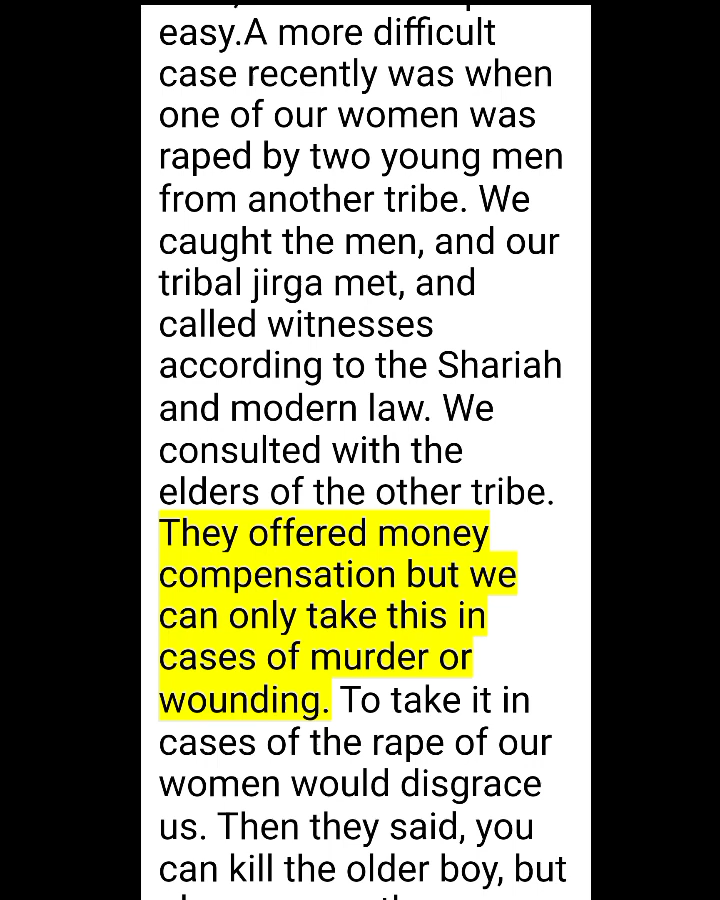 easy.A more difficult
case recently was when
one of our women was
raped by two young men
from another tribe. We
caught the men, and our
tribal jirga met, and
called witnesses
according to the Shariah
and modern law. We
consulted with the
elders of the other tribe.
They offered money
compensation but we
can only take this in
cases of murder or
wounding. To take it in
cases of the rape of our
women would disgrace
us. Then they said, you
can kill the older boy, but